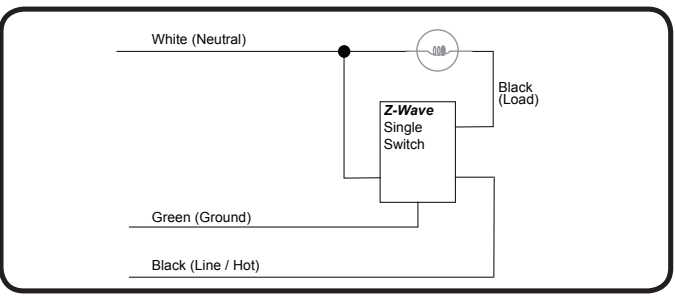 White (Neutral)
Black
(Load)
Z-Wave
Single
Switch
Green (Ground)
Black (Line / Hot)